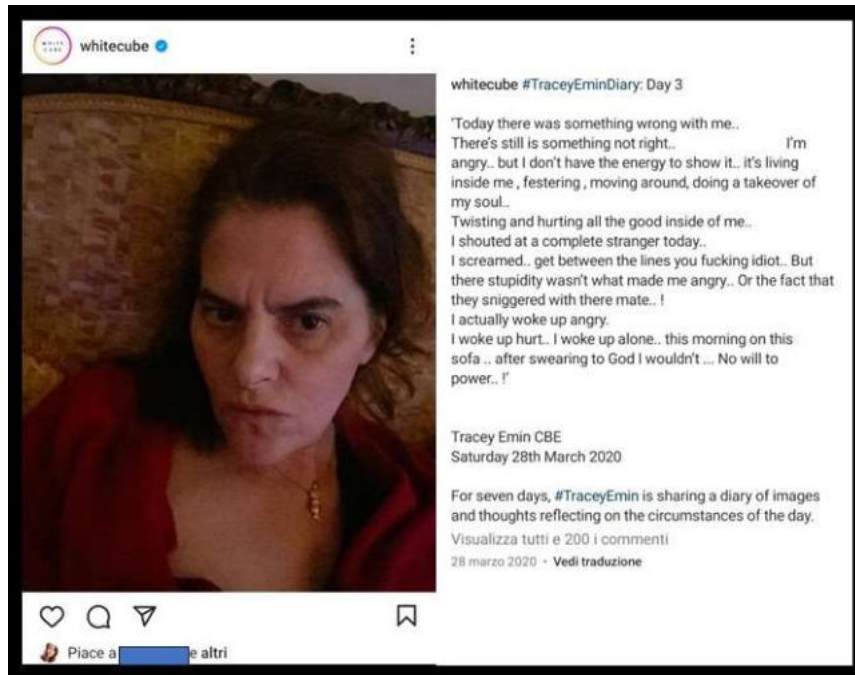 WHITE
CUBE
whitecube
whitecube #TraceyEminDiary: Day 3
'Today there was something wrong with me..
There's still is something not right.. I'm
angry.. but I don't have the energy to show it.. it's living
inside me , festering , moving around, doing a takeover of
my soul..
Twisting and hurting all the good inside of me..
I shouted at a complete stranger today..
I screamed.. get between the lines you fucking idiot.. But
there stupidity wasn't what made me angry.. Or the fact that
they sniggered with there mate.. !
I actually woke up angry.
I woke up hurt.. I woke up alone.. this morning on this
sofa .. after swearing to God I wouldn't ... No will to
power.. !'
Tracey Emin CBE
Saturday 28th March 2020
For seven days, #TraceyEmin is sharing a diary of images
and thoughts reflecting on the circumstances of the day.
Visualizza tutti e 200 i commenti
28 marzo 2020 · Vedi traduzione
Piace a e altri